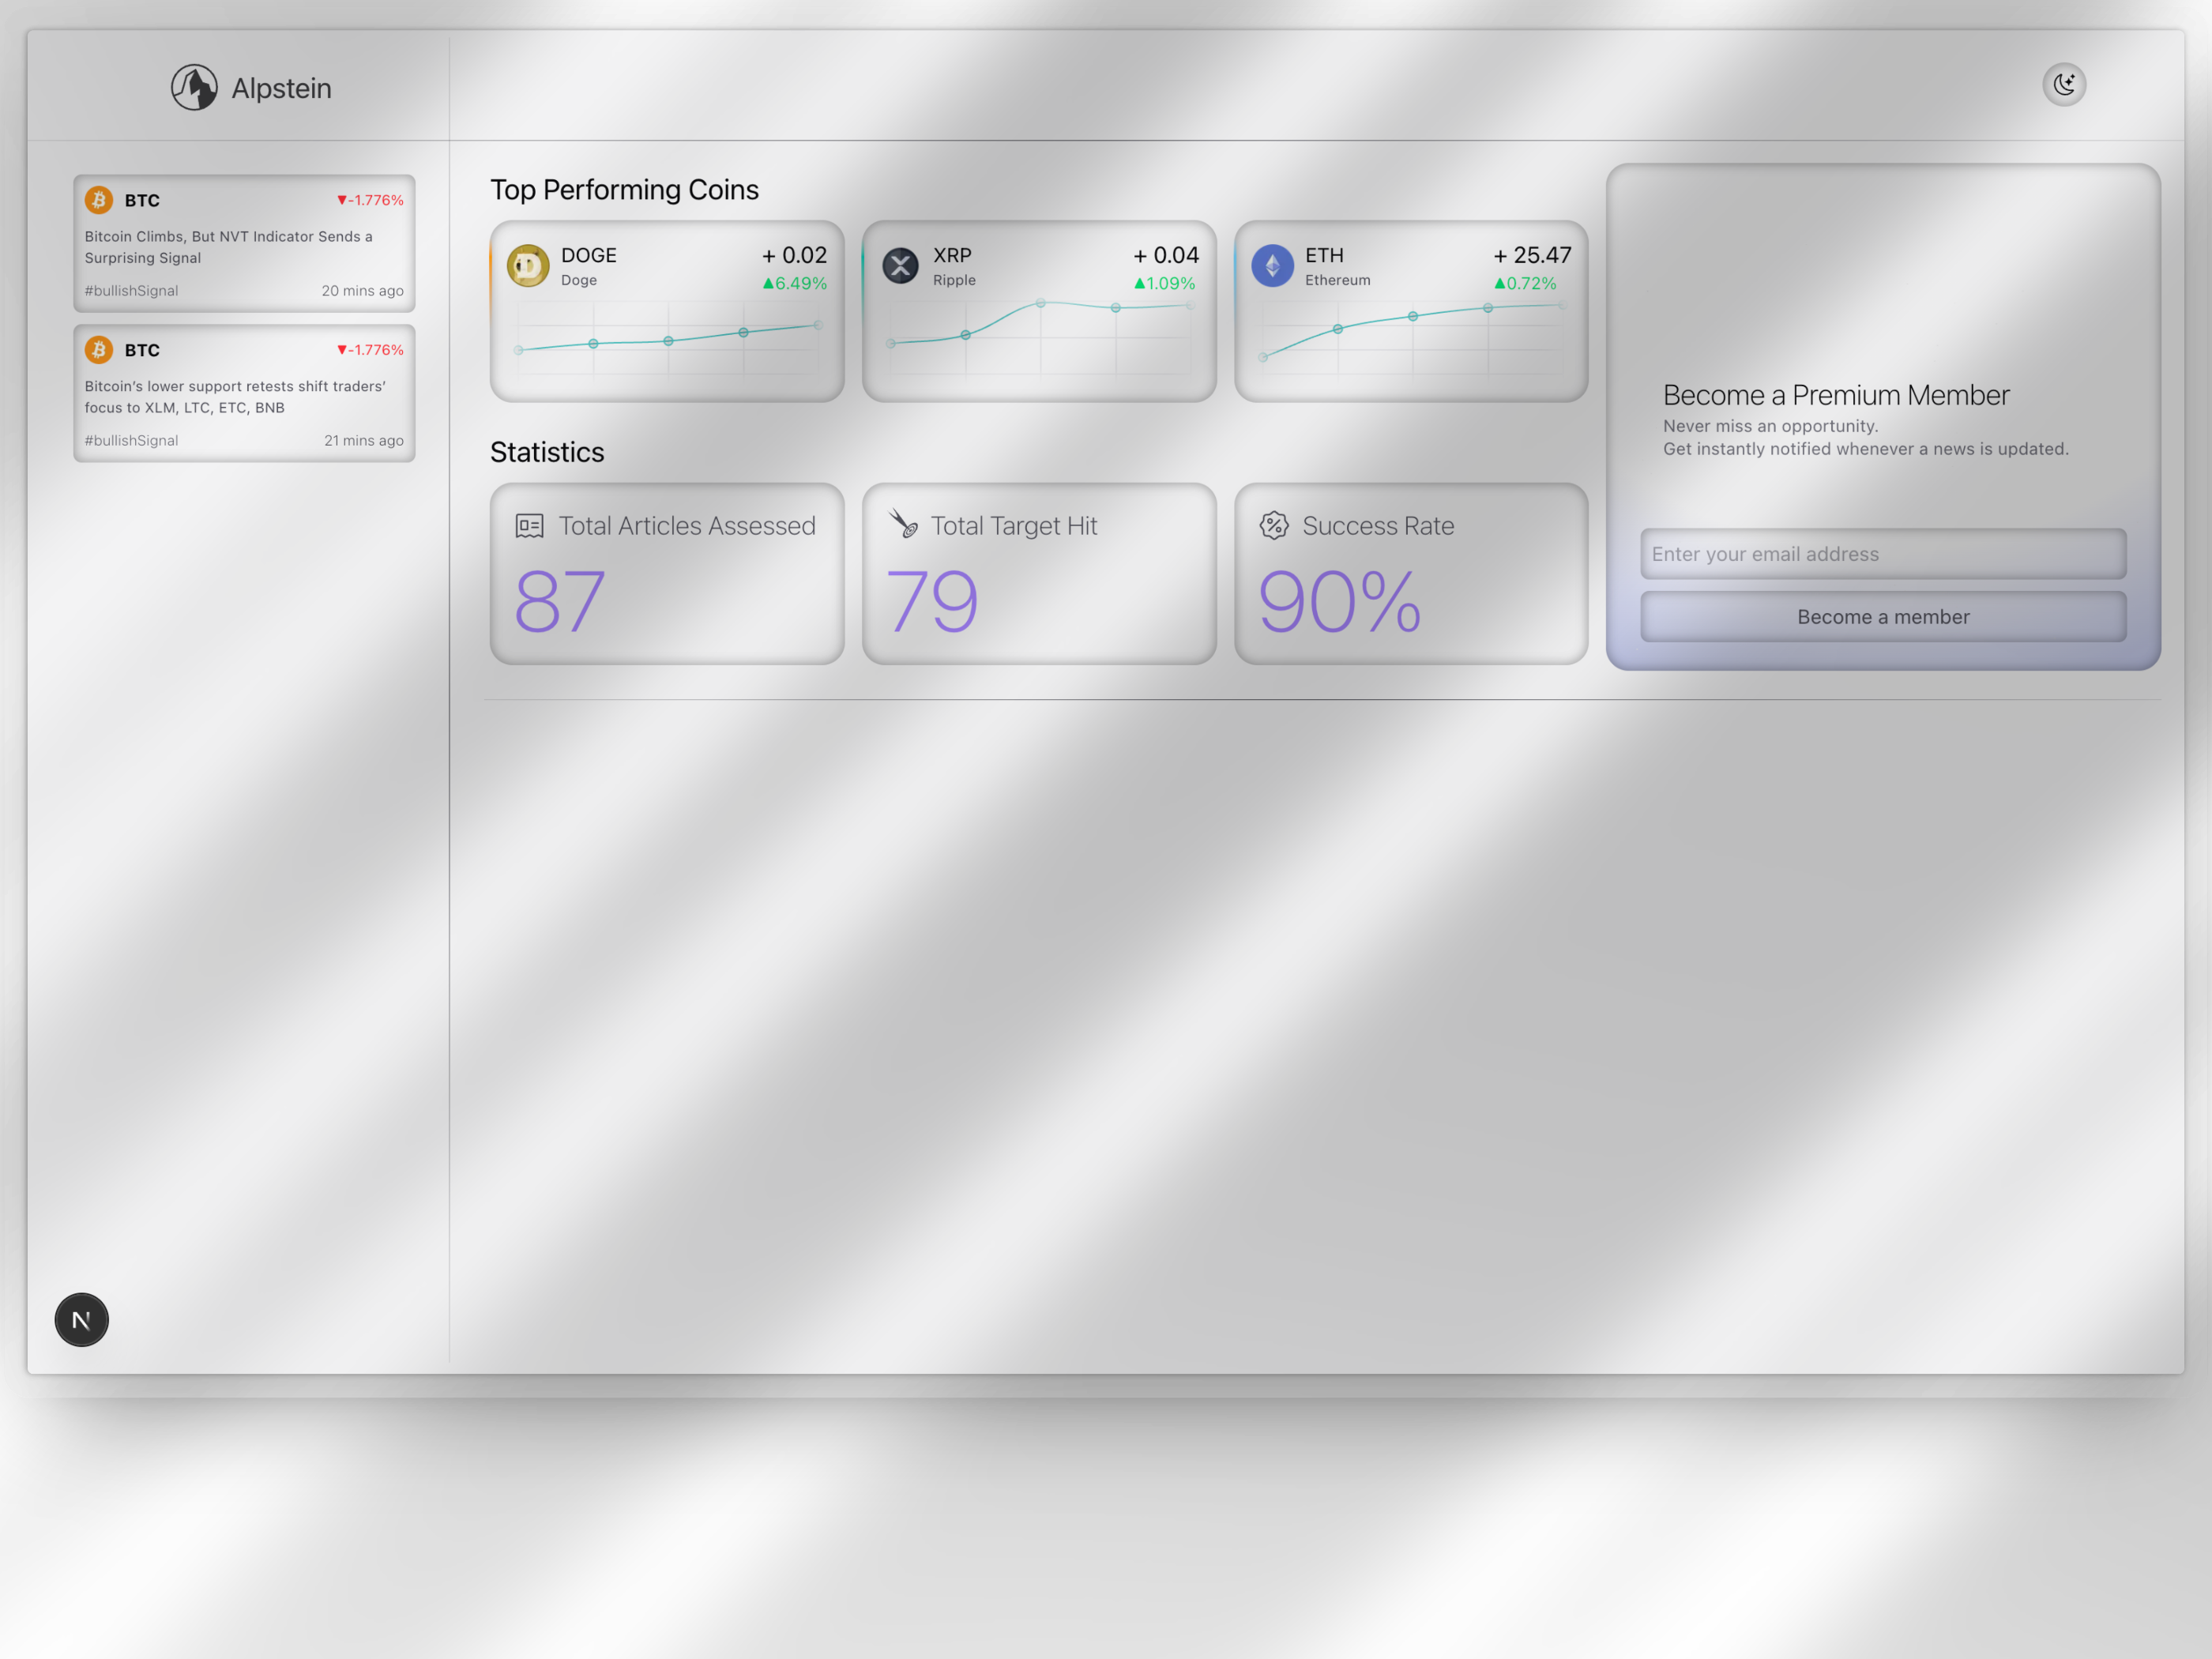 Alpstein
BTC
▼-1.776%
Bitcoin Climbs, But NVT Indicator Sends a
Surprising Signal
#bullishSignal
20 mins ago
BTC
▼-1.776%
Bitcoin’s lower support retests shift traders’
focus to XLM, LTC, ETC, BNB
#bullishSignal
21 mins ago
Top Performing Coins
DOGE
+ 0.02
Doge
▲6.49%
XRP
+ 0.04
Ripple
▲1.09%
ETH
+ 25.47
Ethereum
▲0.72%
Statistics
Total Articles Assessed
87
Total Target Hit
79
Success Rate
90%
Become a Premium Member
Never miss an opportunity.
Get instantly notified whenever a news is updated.
Enter your email address
Become a member
N